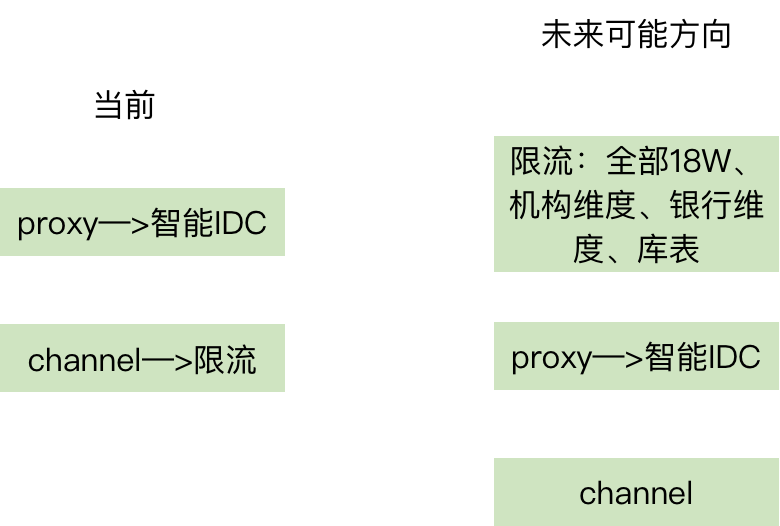 当前
proxy—>智能IDC
channel—>限流
未来可能方向
限流：全部18W、
机构维度、银行维
度、库表
proxy—>智能IDC
channel